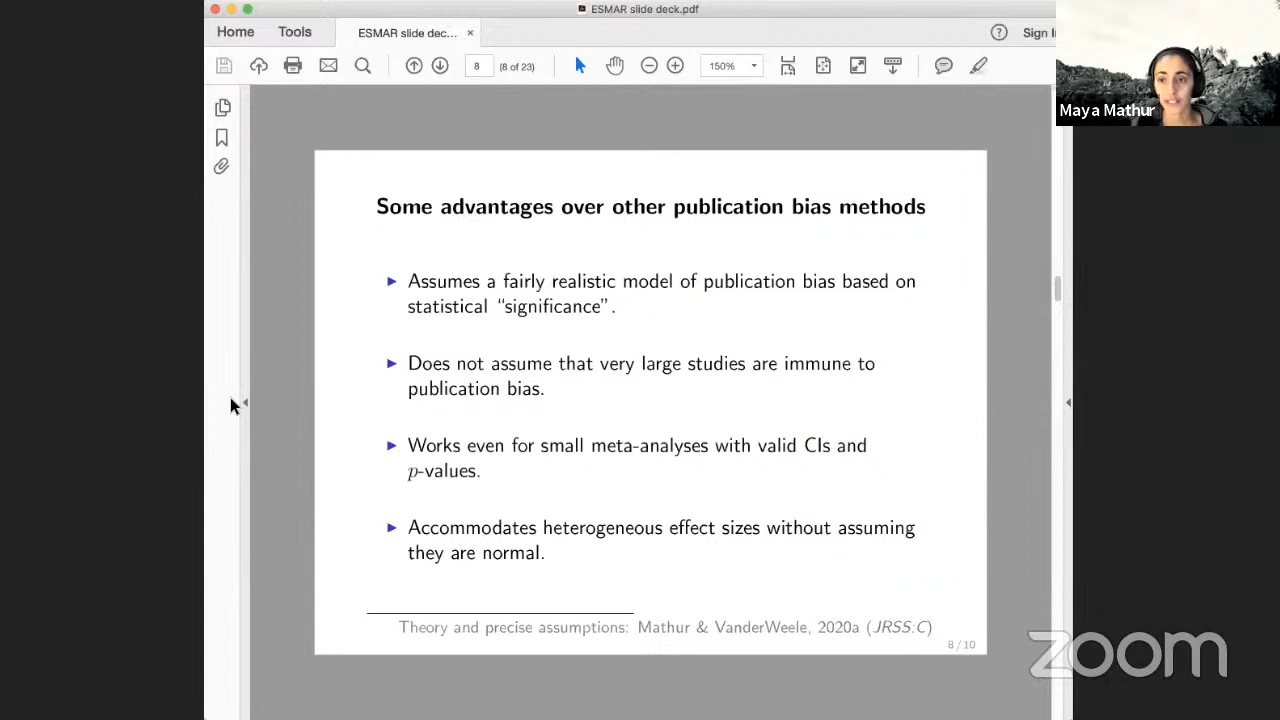 ESMAR slide deck.pdf
Home
Tools
ESMAR slide dec...
×
?
Sign I
8
(8 of 23)
150%
Maya Mathur
Some advantages over other publication bias methods
▶ Assumes a fairly realistic model of publication bias based on
statistical “significance”.
▶ Does not assume that very large studies are immune to
publication bias.
▶ Works even for small meta-analyses with valid CIs and
p-values.
▶ Accommodates heterogeneous effect sizes without assuming
they are normal.
Theory and precise assumptions: Mathur & VanderWeele, 2020a (JRSS:C)
8 / 10
zoom